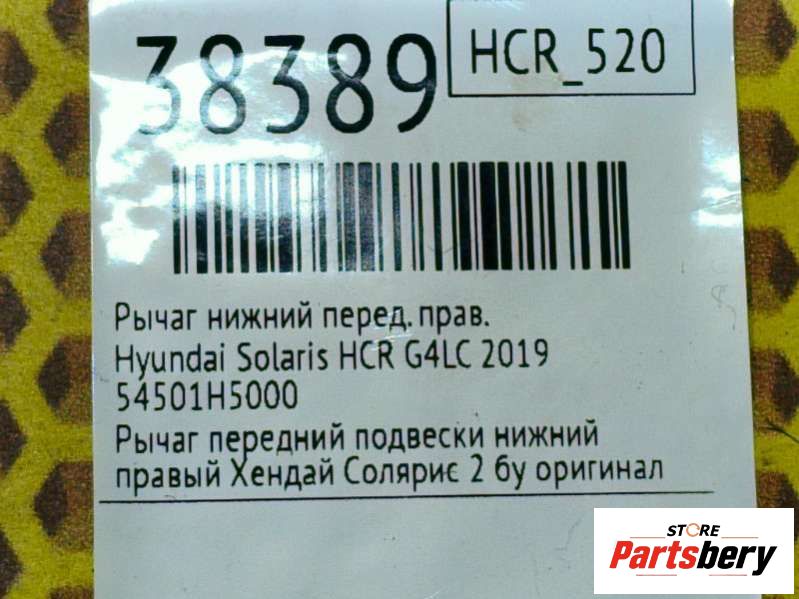 38389
HCR_520
Рычаг нижний перед. прав.
Hyundai Solaris HCR G4LC 2019
54501H5000
Рычаг передний подвески нижний
правый Хендай Солярис 2 бу оригинал
STORE
Partsbery